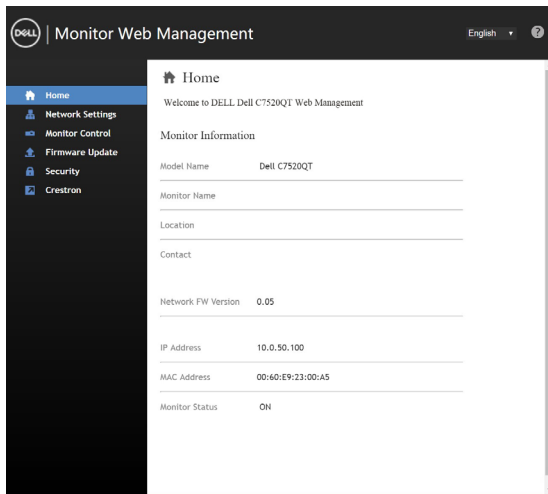 DELL | Monitor Web Management
English ?
Home
Network Settings
Monitor Control
Firmware Update
Security
Crestron
Home
Welcome to DELL Dell C7520QT Web Management
Monitor Information
Model Name Dell C7520QT
Monitor Name
Location
Contact
Network FW Version 0.05
IP Address 10.0.50.100
MAC Address 00:60:E9:23:00:A5
Monitor Status ON